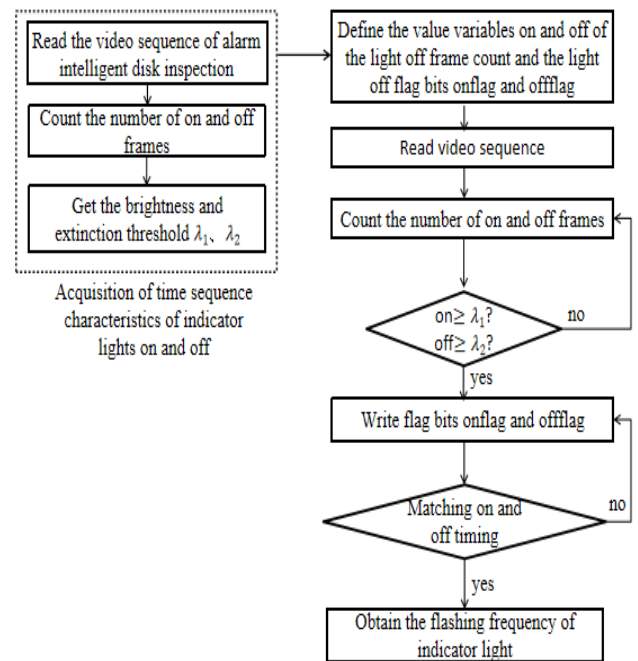 Read the video sequence of alarm
intelligent disk inspection
Count the number of on and off
frames
Get the brightness and
extinction threshold λ₁、λ₂
Acquisition of time sequence
characteristics of indicator
lights on and off
Define the value variables on and off of
the light off frame count and the light
off flag bits onflag and offflag
Read video sequence
Count the number of on and off frames
on≥ λ₁?
off≥ λ₂?
no
yes
Write flag bits onflag and offflag
Matching on and
off timing
no
yes
Obtain the flashing frequency of
indicator light